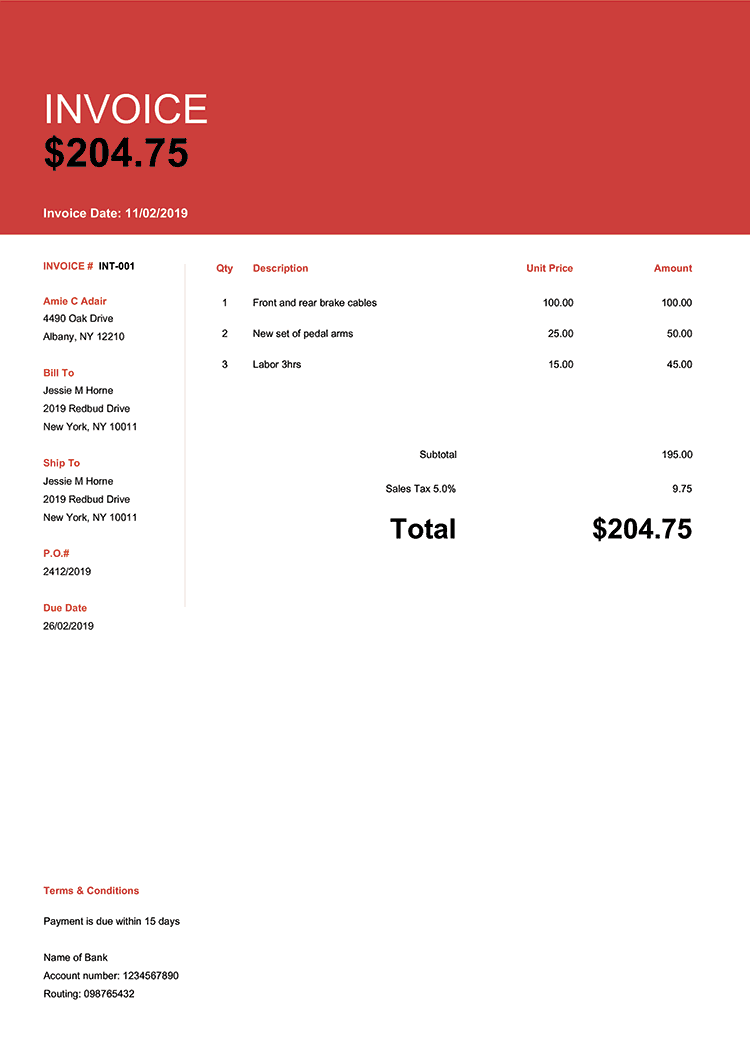 INVOICE
$204.75
Invoice Date: 11/02/2019
INVOICE # INT-001
Amie C Adair
4490 Oak Drive
Albany, NY 12210
Bill To
Jessie M Horne
2019 Redbud Drive
New York, NY 10011
Ship To
Jessie M Horne
2019 Redbud Drive
New York, NY 10011
P.O.#
2412/2019
Due Date
26/02/2019
Qty Description Unit Price Amount
1 Front and rear brake cables 100.00 100.00
2 New set of pedal arms 25.00 50.00
3 Labor 3hrs 15.00 45.00
Subtotal 195.00
Sales Tax 5.0% 9.75
Total $204.75
Terms & Conditions
Payment is due within 15 days
Name of Bank
Account number: 1234567890
Routing: 098765432